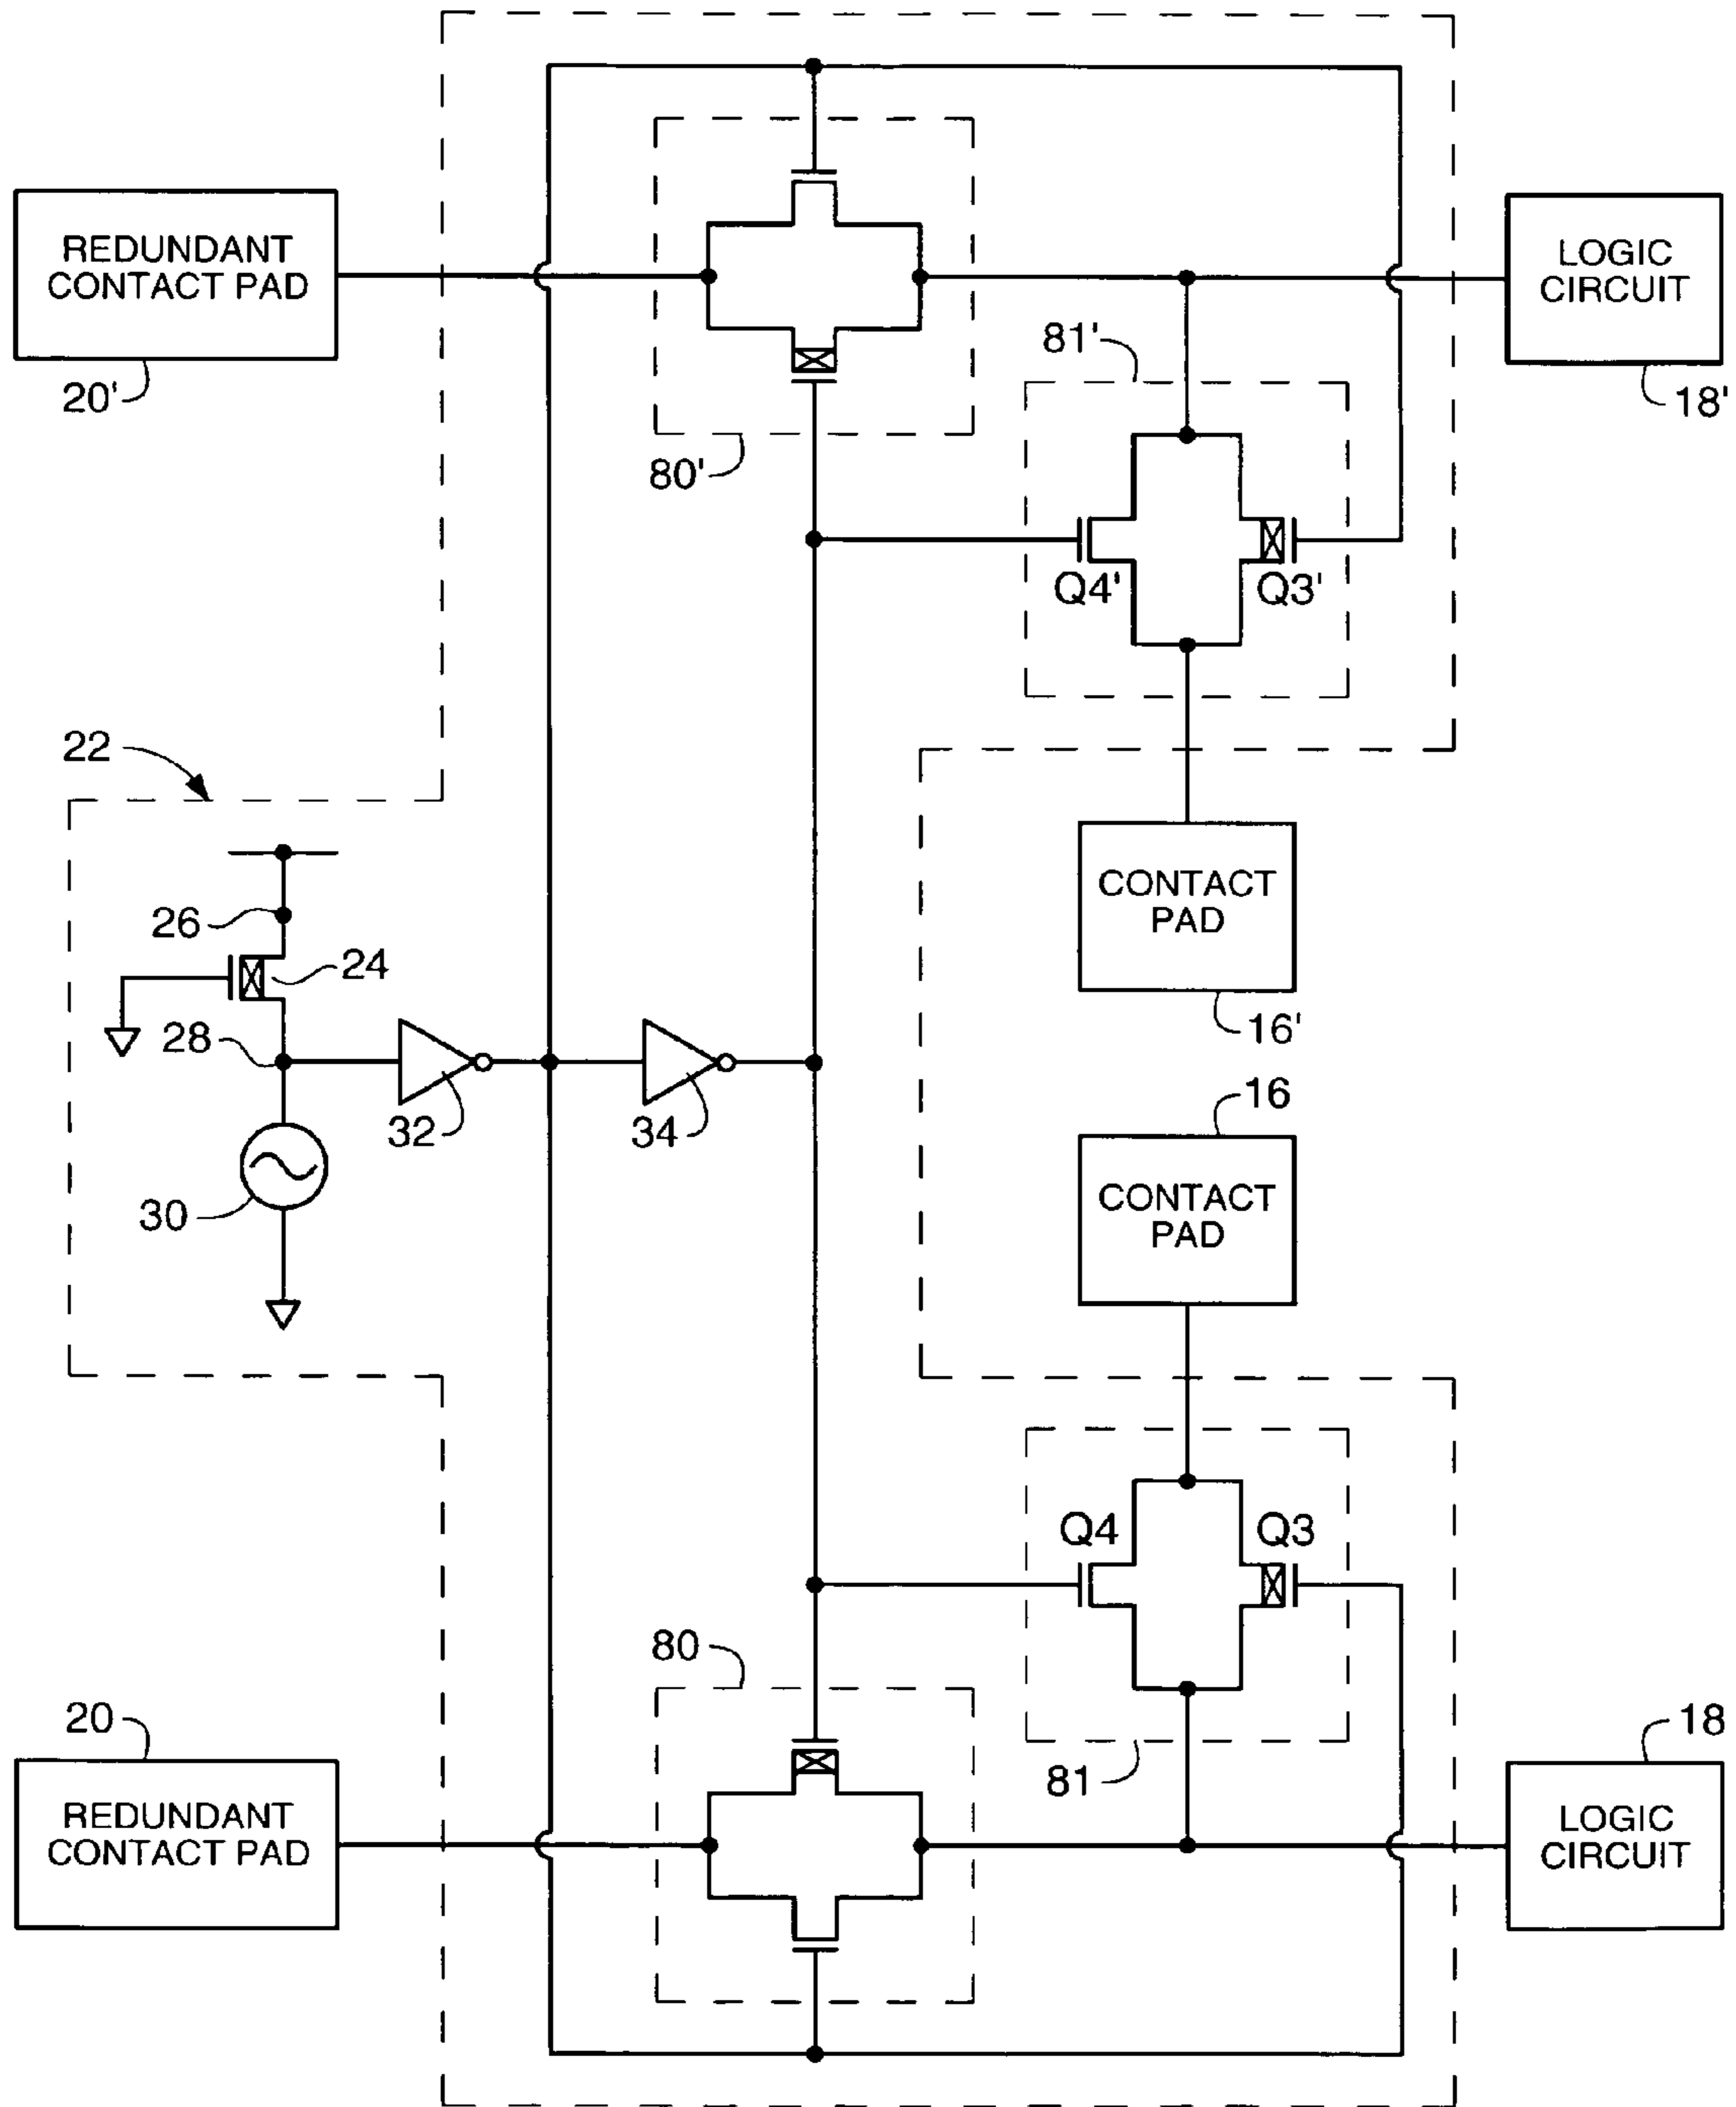 REDUNDANT
CONTACT PAD
20'
80'
81'
LOGIC
CIRCUIT
18'
Q4'
Q3'
22
26
24
28
32
34
30
CONTACT
PAD
16'
16
CONTACT
PAD
Q4
Q3
80
81
20
REDUNDANT
CONTACT PAD
18
LOGIC
CIRCUIT